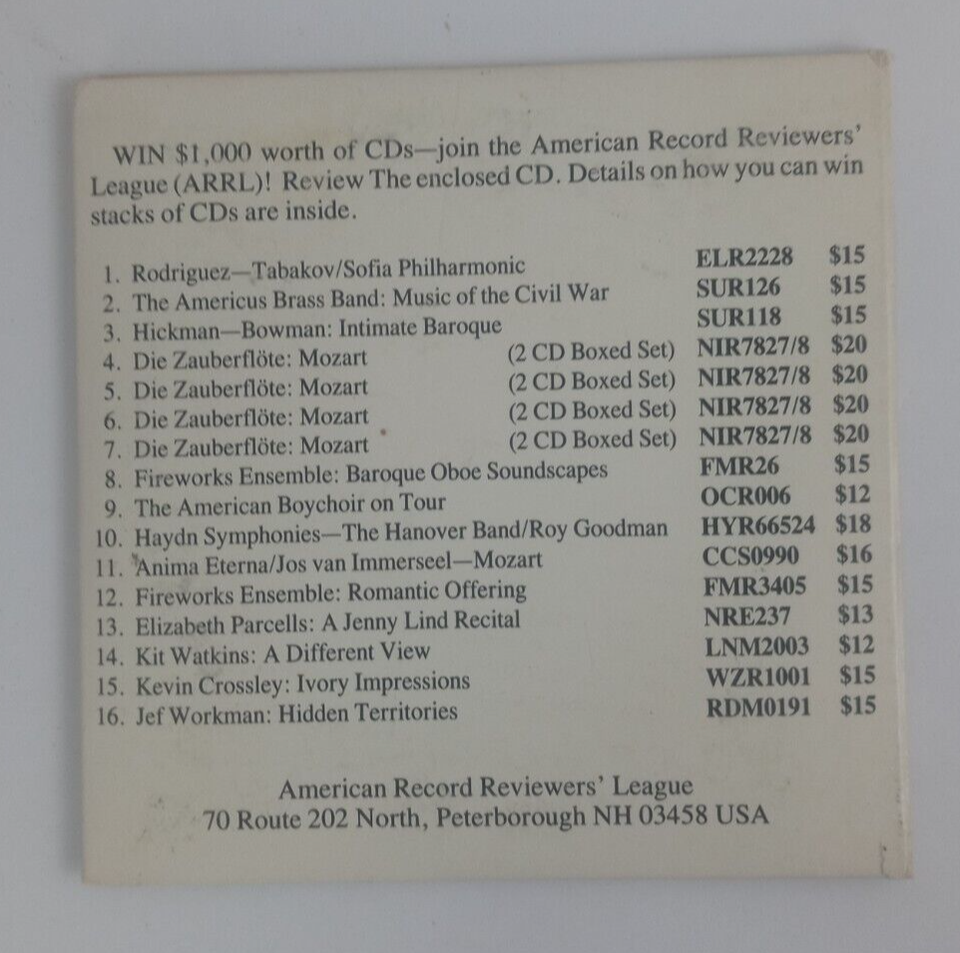 WIN $1,000 worth of CDs—join the American Record Reviewers'
League (ARRL)! Review The enclosed CD. Details on how you can win
stacks of CDs are inside.
1. Rodriguez—Tabakov/Sofia Philharmonic ELR2228 $15
2. The Americus Brass Band: Music of the Civil War SUR126 $15
3. Hickman—Bowman: Intimate Baroque SUR118 $15
4. Die Zauberflöte: Mozart (2 CD Boxed Set) NIR7827/8 $20
5. Die Zauberflöte: Mozart (2 CD Boxed Set) NIR7827/8 $20
6. Die Zauberflöte: Mozart (2 CD Boxed Set) NIR7827/8 $20
7. Die Zauberflöte: Mozart (2 CD Boxed Set) NIR7827/8 $20
8. Fireworks Ensemble: Baroque Oboe Soundscapes FMR26 $15
9. The American Boychoir on Tour OCR006 $12
10. Haydn Symphonies—The Hanover Band/Roy Goodman HYR66524 $18
11. Anima Eterna/Jos van Immerseel—Mozart CCS0990 $16
12. Fireworks Ensemble: Romantic Offering FMR3405 $15
13. Elizabeth Parcells: A Jenny Lind Recital NRE237 $13
14. Kit Watkins: A Different View LNM2003 $12
15. Kevin Crossley: Ivory Impressions WZR1001 $15
16. Jef Workman: Hidden Territories RDM0191 $15
American Record Reviewers' League
70 Route 202 North, Peterborough NH 03458 USA